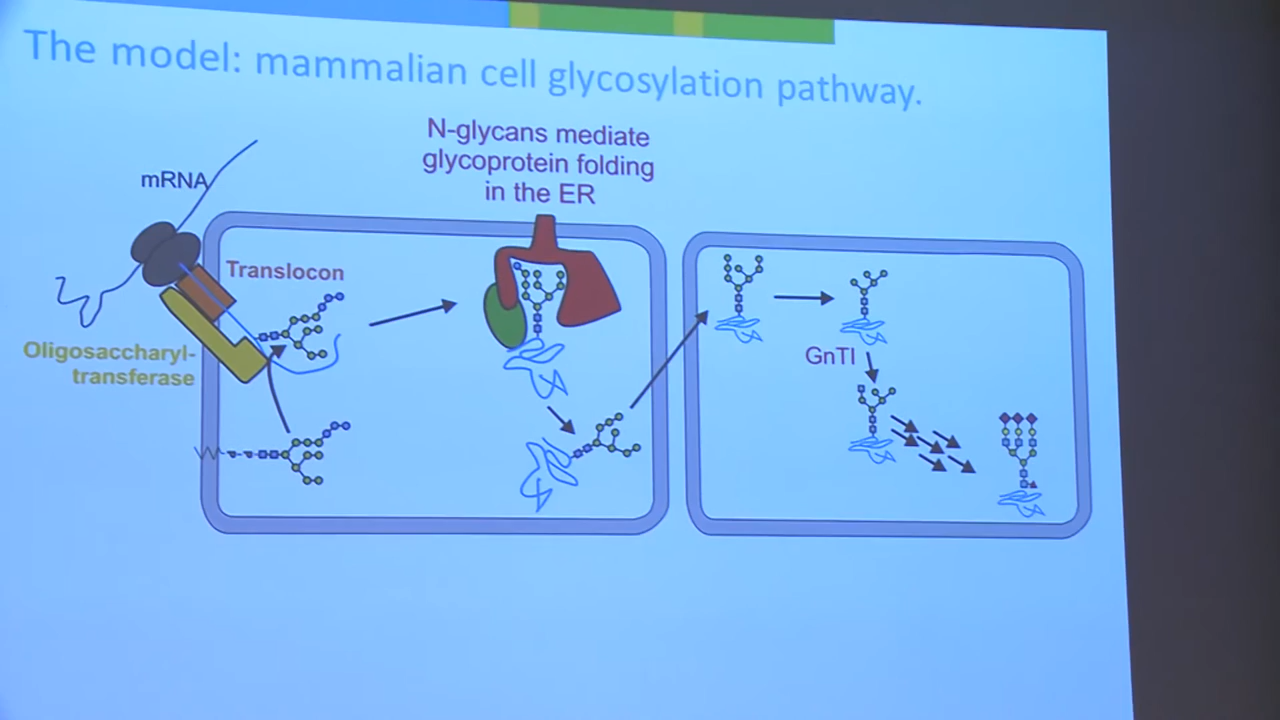 The model: mammalian cell glycosylation pathway.
N-glycans mediate
glycoprotein folding
in the ER
mRNA
Translocon
Oligosaccharyl-
transferase
GnTI